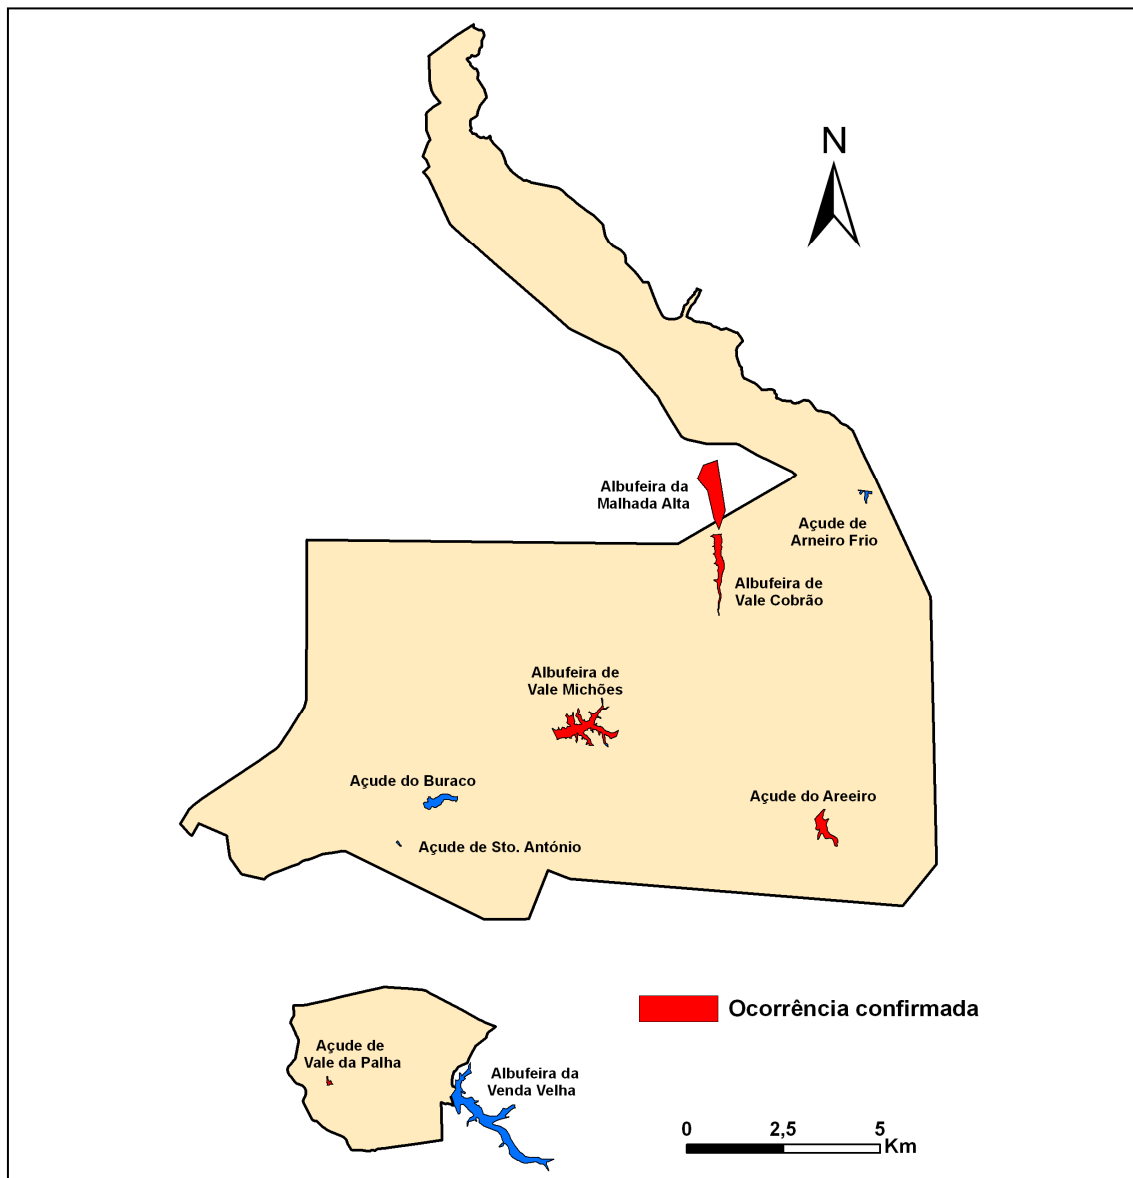 N
Albufeira da
Malhada Alta
Açude de
Arneiro Frio
Albufeira de
Vale Cobrão
Albufeira de
Vale Michões
Açude do Buraco
Açude do Areeiro
Açude de Sto. António
Ocorrência confirmada
Açude de
Vale da Palha
Albufeira da
Venda Velha
0 2,5 5
Km